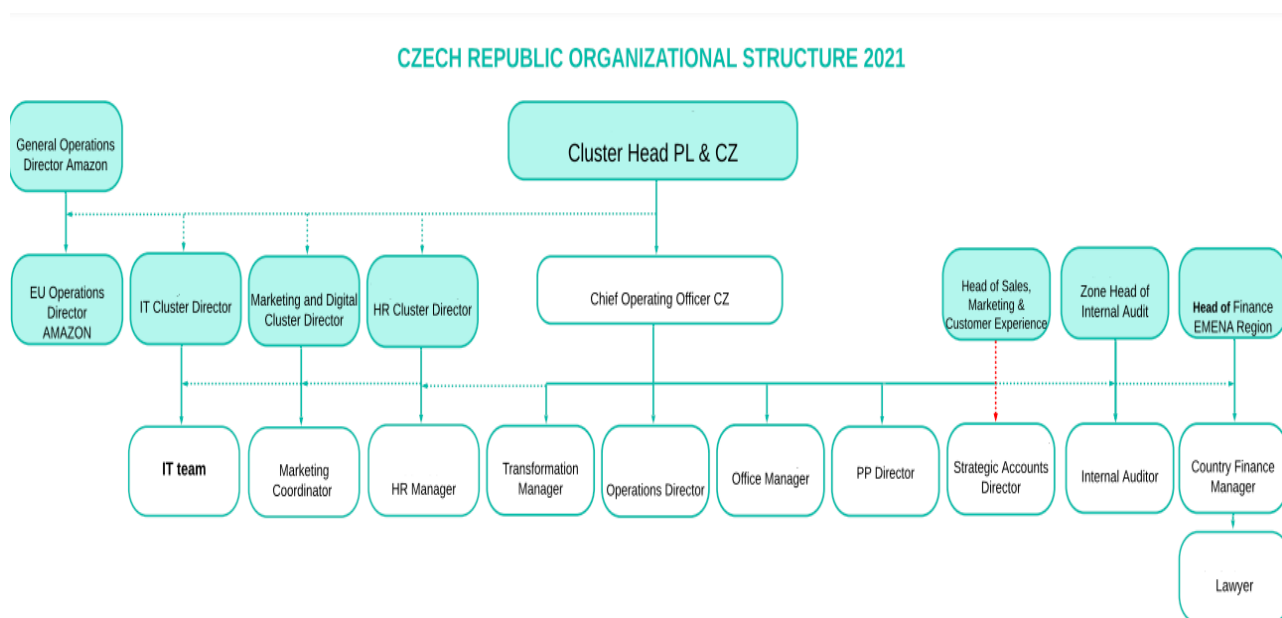 CZECH REPUBLIC ORGANIZATIONAL STRUCTURE 2021
General Operations
Director Amazon
Cluster Head PL & CZ
EU Operations
Director
AMAZON
IT Cluster Director
Marketing and Digital
Cluster Director
HR Cluster Director
Chief Operating Officer CZ
Head of Sales,
Marketing &
Customer Experience
Zone Head of
Internal Audit
Head of Finance
EMENA Region
IT team
Marketing
Coordinator
HR Manager
Transformation
Manager
Operations Director
Office Manager
PP Director
Strategic Accounts
Director
Internal Auditor
Country Finance
Manager
Lawyer